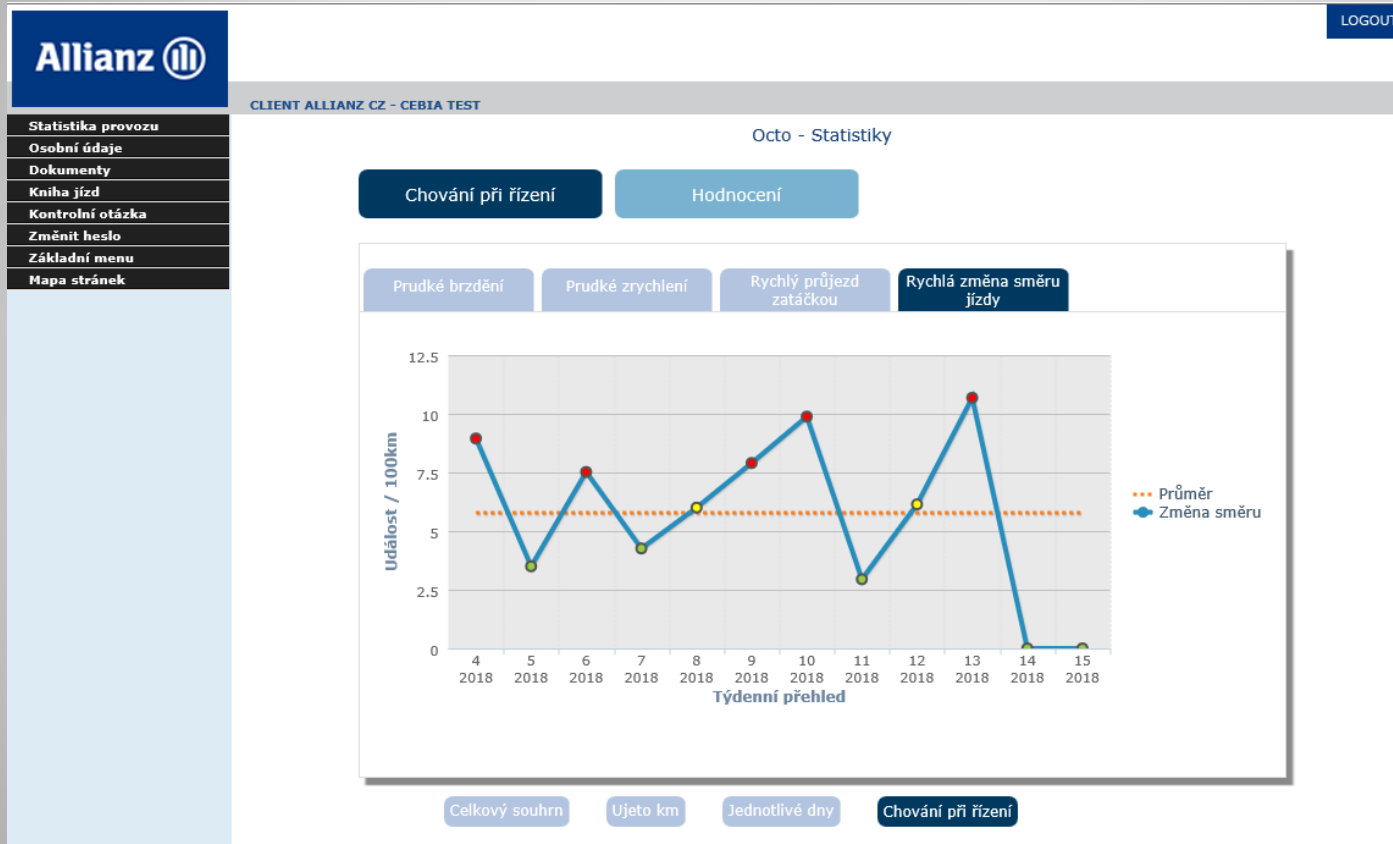 LOGOUT
Allianz
CLIENT ALLIANZ CZ - CEBIA TEST
Statistika provozu
Osobní údaje
Dokumenty
Kniha jízd
Kontrolní otázka
Změnit heslo
Základní menu
Mapa stránek
Octo - Statistiky
Chování při řízení
Hodnocení
Prudké brzdění
Prudké zrychlení
Rychlý průjezd
zatáčkou
Rychlá změna směru
jízdy
12.5
10
7.5
5
2.5
0
Událost / 100km
4 5 6 7 8 9 10 11 12 13 14 15
2018 2018 2018 2018 2018 2018 2018 2018 2018 2018 2018 2018
Týdenní přehled
Průměr
Změna směru
Celkový souhrn
Ujeto km
Jednotlivé dny
Chování při řízení